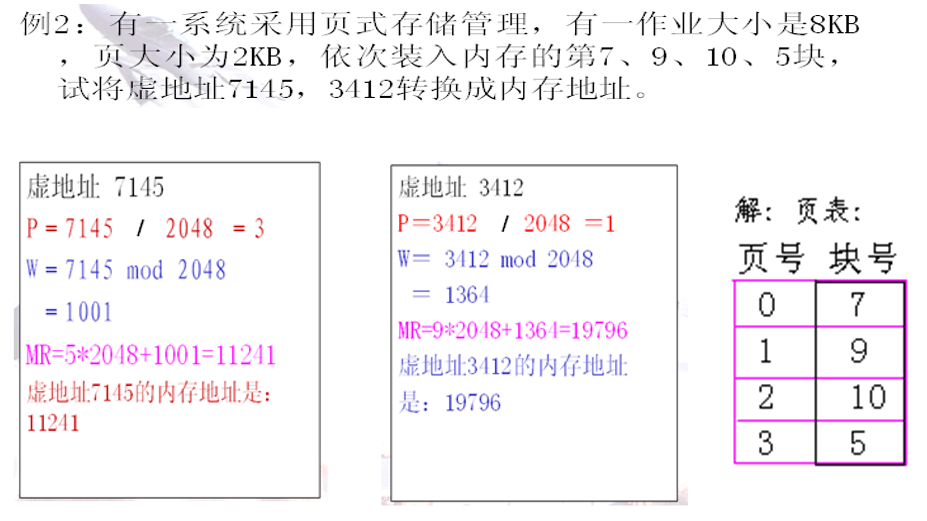 例2：有一系统采用页式存储管理，有一作业大小是8KB
，页大小为2KB，依次装入内存的第7、9、10、5块，
试将虚地址7145，3412转换成内存地址。
虚地址 7145
P=7145 / 2048 =3
W=7145 mod 2048
=1001
MR=5*2048+1001=11241
虚地址7145的内存地址是：
11241
虚地址 3412
P=3412 / 2048 =1
W= 3412 mod 2048
= 1364
MR=9*2048+1364=19796
虚地址3412的内存地址
是：19796
解：页表：
页号 块号
0 7
1 9
2 10
3 5